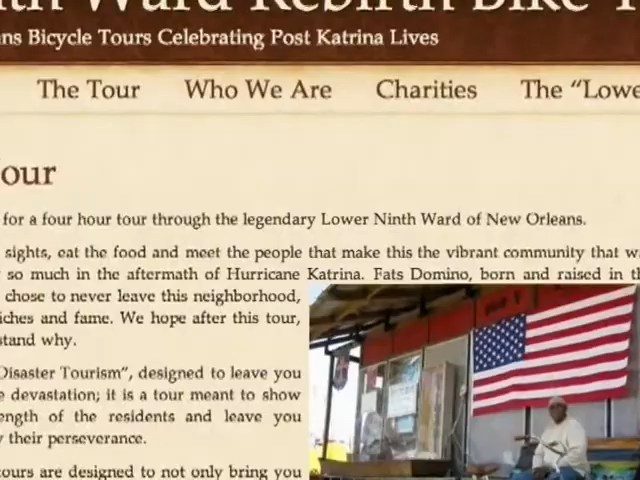 Ninth Ward Rebirth Bike T
ns Bicycle Tours Celebrating Post Katrina Lives
The Tour Who We Are Charities The “Lowe
our
for a four hour tour through the legendary Lower Ninth Ward of New Orleans.
sights, eat the food and meet the people that make this the vibrant community that wa
so much in the aftermath of Hurricane Katrina. Fats Domino, born and raised in th
chose to never leave this neighborhood,
iches and fame. We hope after this tour,
stand why.
Disaster Tourism”, designed to leave you
e devastation; it is a tour meant to show
ength of the residents and leave you
y their perseverance.
tours are designed to not only bring you